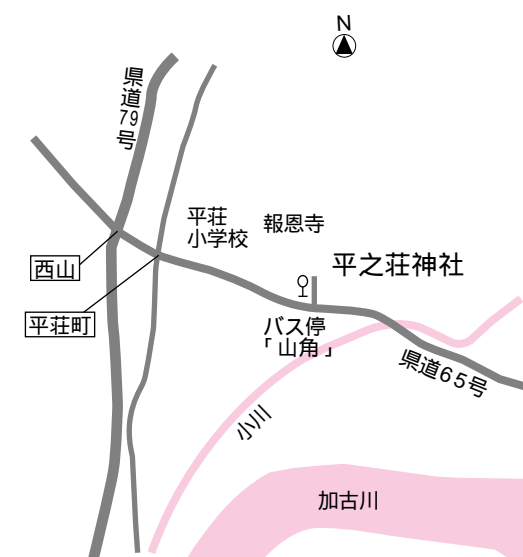 N
県道79号
平荘
小学校
報恩寺
平之荘神社
西山
平荘町
バス停
「山角」
県道65号
小川
加古川